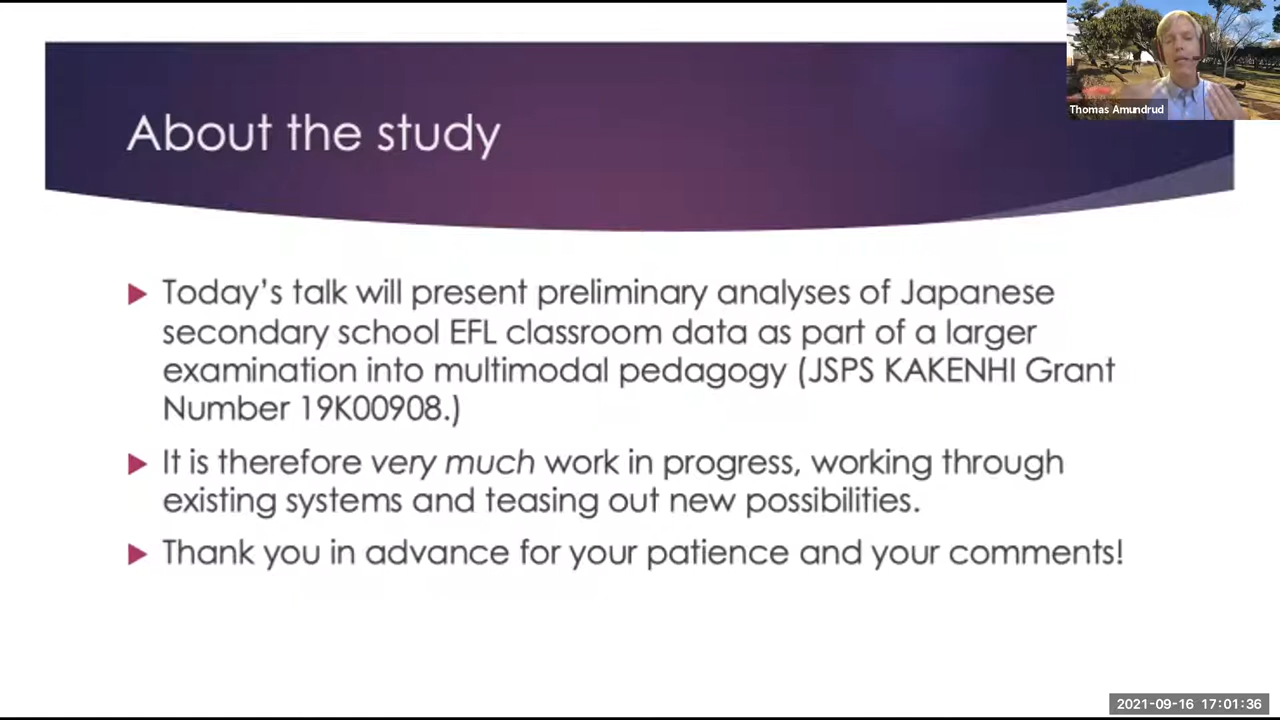 Thomas Amundrud
About the study
Today's talk will present preliminary analyses of Japanese
secondary school EFL classroom data as part of a larger
examination into multimodal pedagogy (JSPS KAKENHI Grant
Number 19K00908.)
It is therefore very much work in progress, working through
existing systems and teasing out new possibilities.
Thank you in advance for your patience and your comments!
2021-09-16 17:01:36